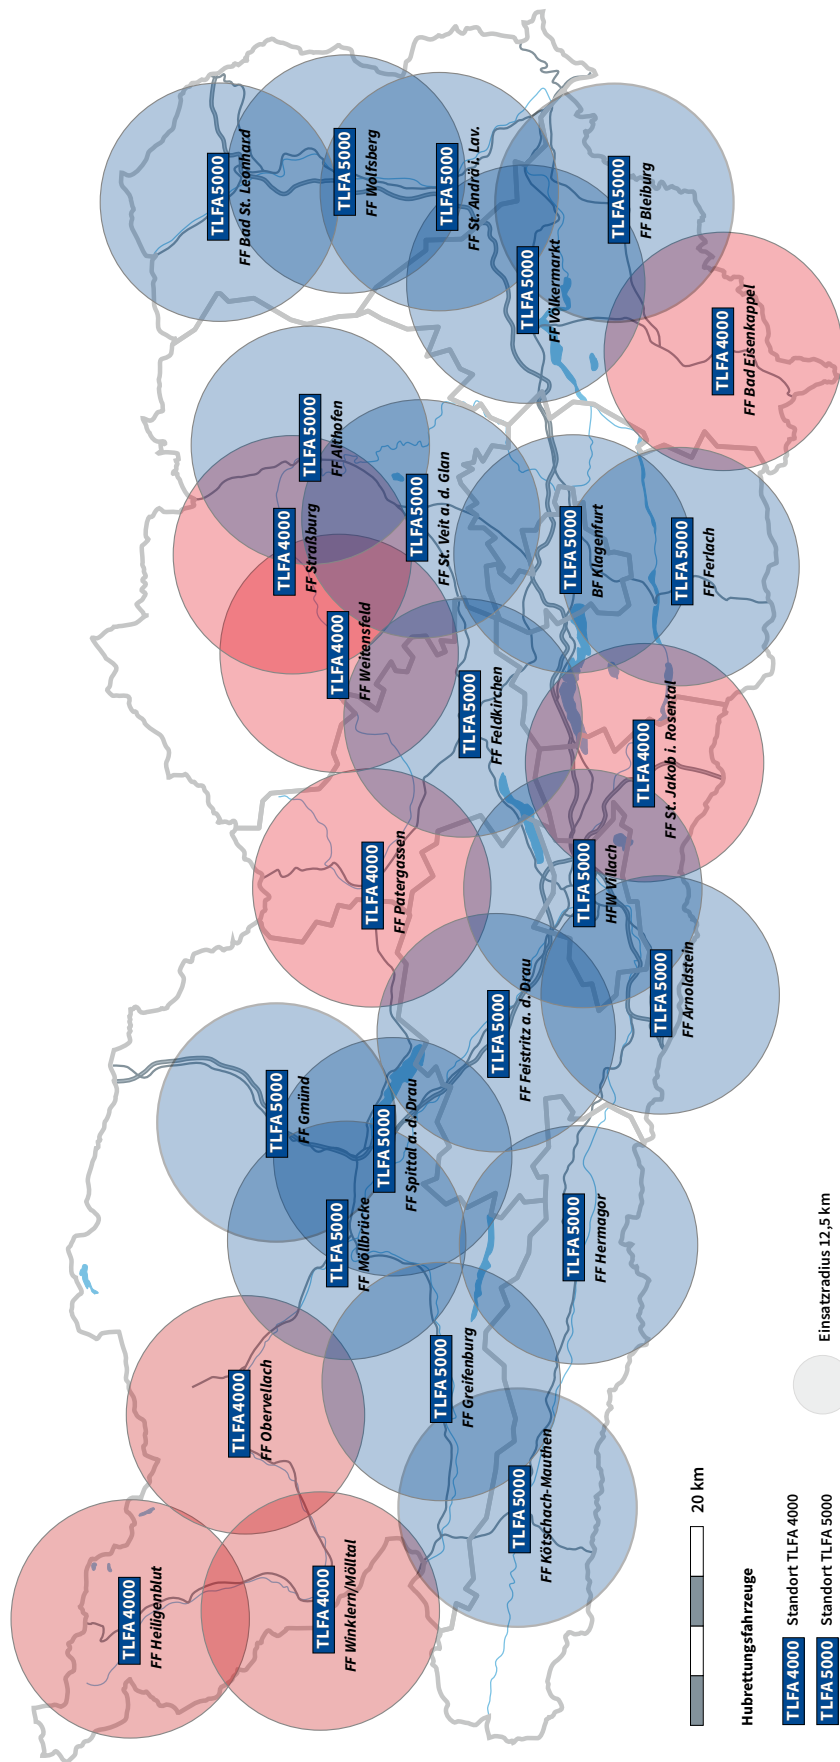 TLFA 4000
FF Heiligenblut
TLFA 4000
FF Winklern/Mölltal
TLFA 4000
FF Obervellach
TLFA 5000
FF Kötschach-Mauthen
TLFA 5000
FF Greifenburg
TLFA 5000
FF Möllbrücke
TLFA 5000
FF Gmünd
TLFA 5000
FF Spittal a. d. Drau
TLFA 5000
FF Hermagor
TLFA 5000
FF Feistritz a. d. Drau
TLFA 5000
FF Arnoldstein
TLFA 4000
FF Patergassen
TLFA 5000
HFW Villach
TLFA 4000
FF St. Jakob i. Rosental
TLFA 5000
FF Feldkirchen
TLFA 4000
FF Weitensfeld
TLFA 4000
FF Straßburg
TLFA 5000
FF Althofen
TLFA 5000
FF St. Veit a. d. Glan
TLFA 5000
BF Klagenfurt
TLFA 5000
FF Ferlach
TLFA 4000
FF Bad Eisenkappel
TLFA 5000
FF Völkermarkt
TLFA 5000
FF Bleiburg
TLFA 5000
FF St. Andrä i. Lav.
TLFA 5000
FF Wolfsberg
TLFA 5000
FF Bad St. Leonhard
20 km
Hubrettungsfahrzeuge
TLFA 4000 Standort TLFA 4000
TLFA 5000 Standort TLFA 5000
Einsatzradius 12,5 km